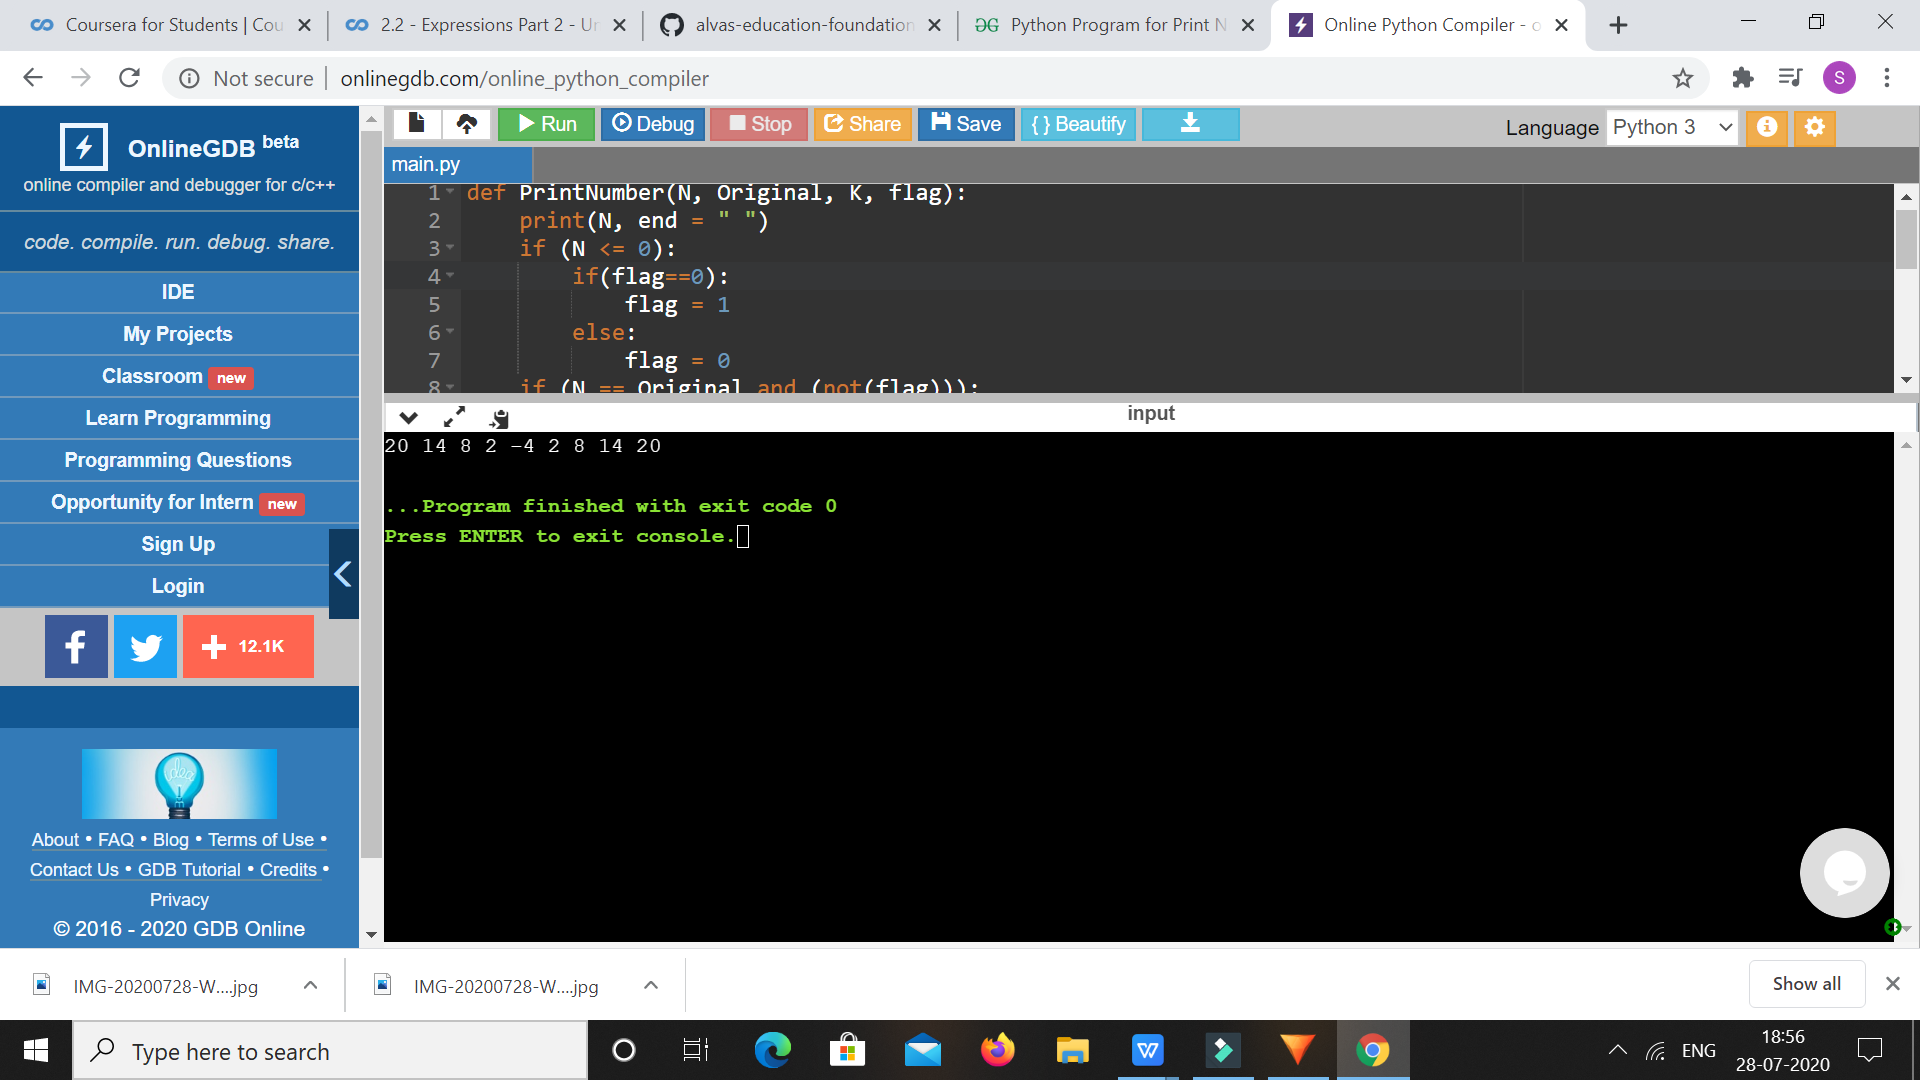 Coursera for Students | Cou
2.2 - Expressions Part 2 - Un
alvas-education-foundation
Python Program for Print N
Online Python Compiler - o
Not secure
onlinegdb.com/online_python_compiler
S
OnlineGDB beta
online compiler and debugger for c/c++
code. compile. run. debug. share.
IDE
My Projects
Classroom new
Learn Programming
Programming Questions
Opportunity for Intern new
Sign Up
Login
12.1K
About • FAQ • Blog • Terms of Use •
Contact Us • GDB Tutorial • Credits •
Privacy
© 2016 - 2020 GDB Online
Run Debug Stop Share Save { } Beautify
Language Python 3
main.py
1 def PrintNumber(N, Original, K, flag):
2 print(N, end = " ")
3 if (N <= 0):
4 if(flag==0):
5 flag = 1
6 else:
7 flag = 0
8 if (N == Original and (not(flag))):
input
20 14 8 2 -4 2 8 14 20
...Program finished with exit code 0
Press ENTER to exit console.
IMG-20200728-W....jpg
IMG-20200728-W....jpg
Show all
Type here to search
ENG
18:56
28-07-2020